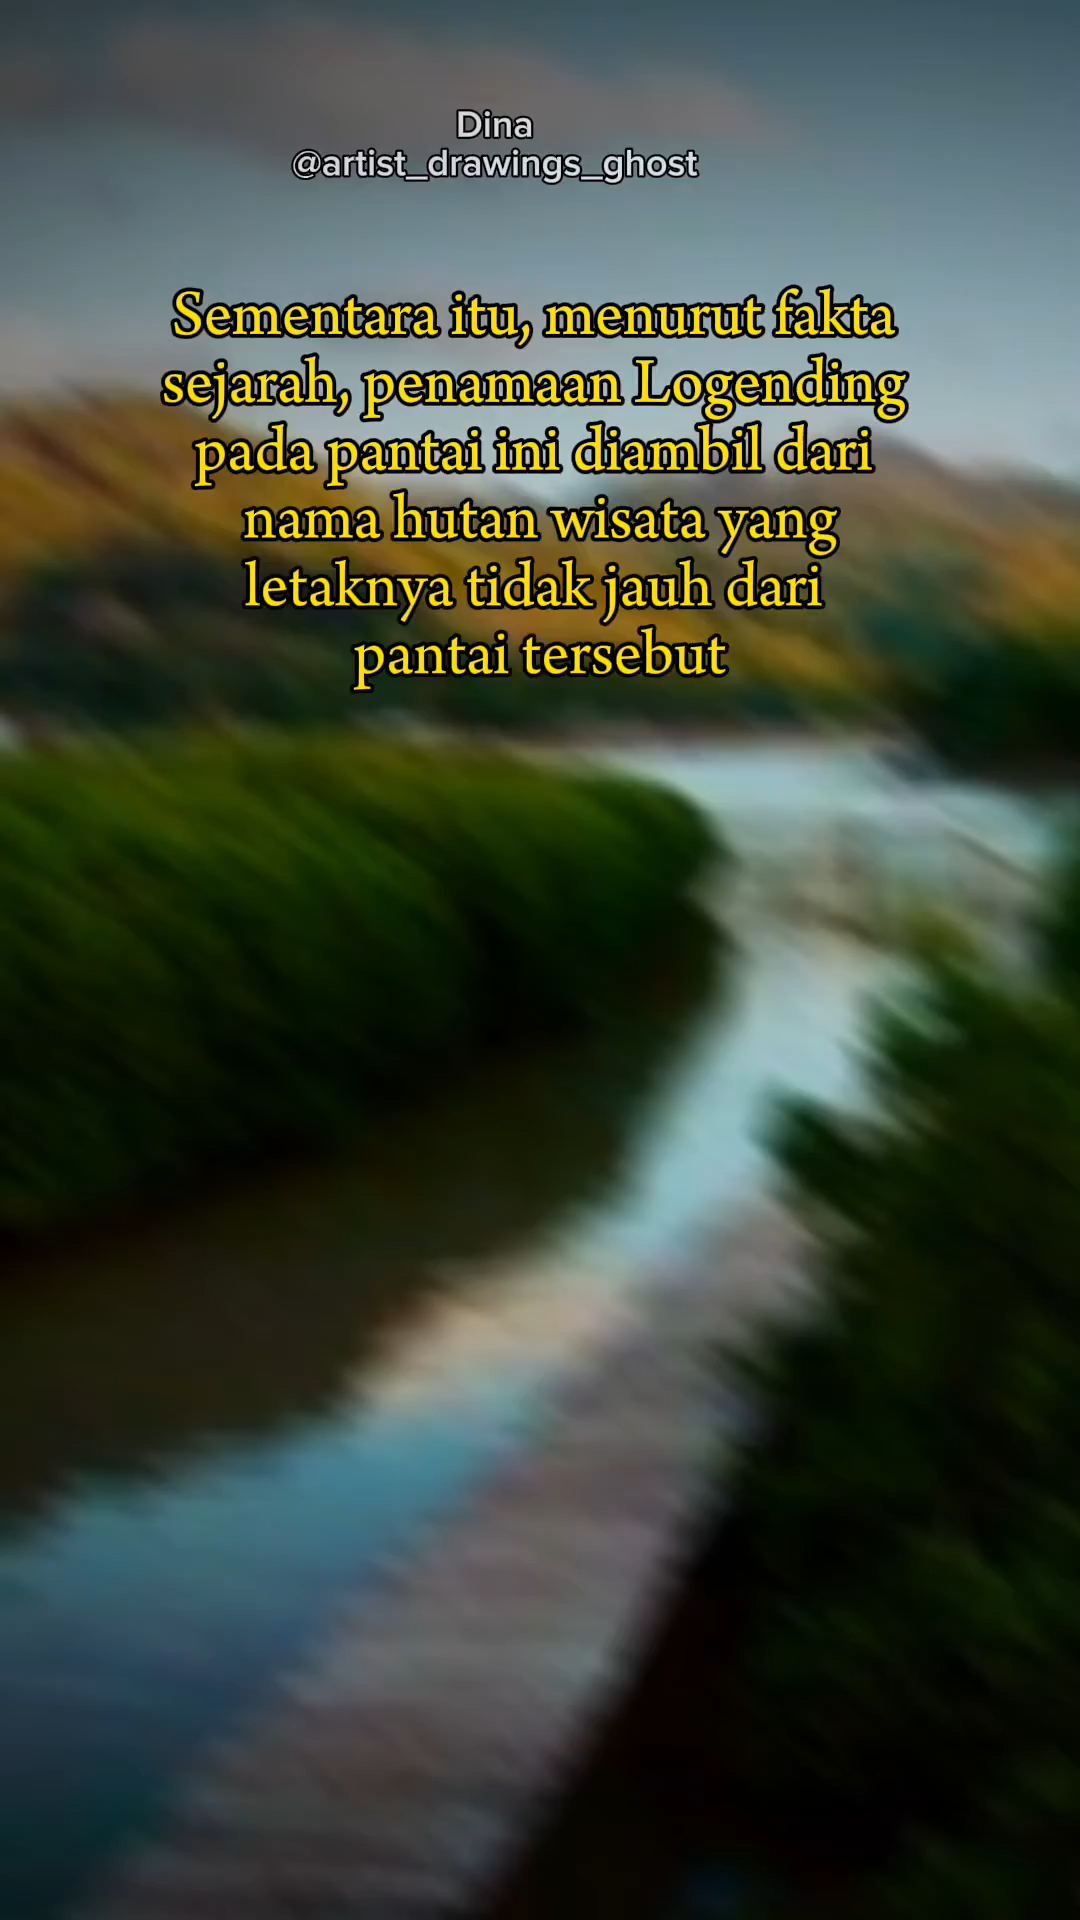 Dina
@artist_drawings_ghost
Sementara itu, menurut fakta
sejarah, penamaan Logending
pada pantai ini diambil dari
nama hutan wisata yang
letaknya tidak jauh dari
pantai tersebut